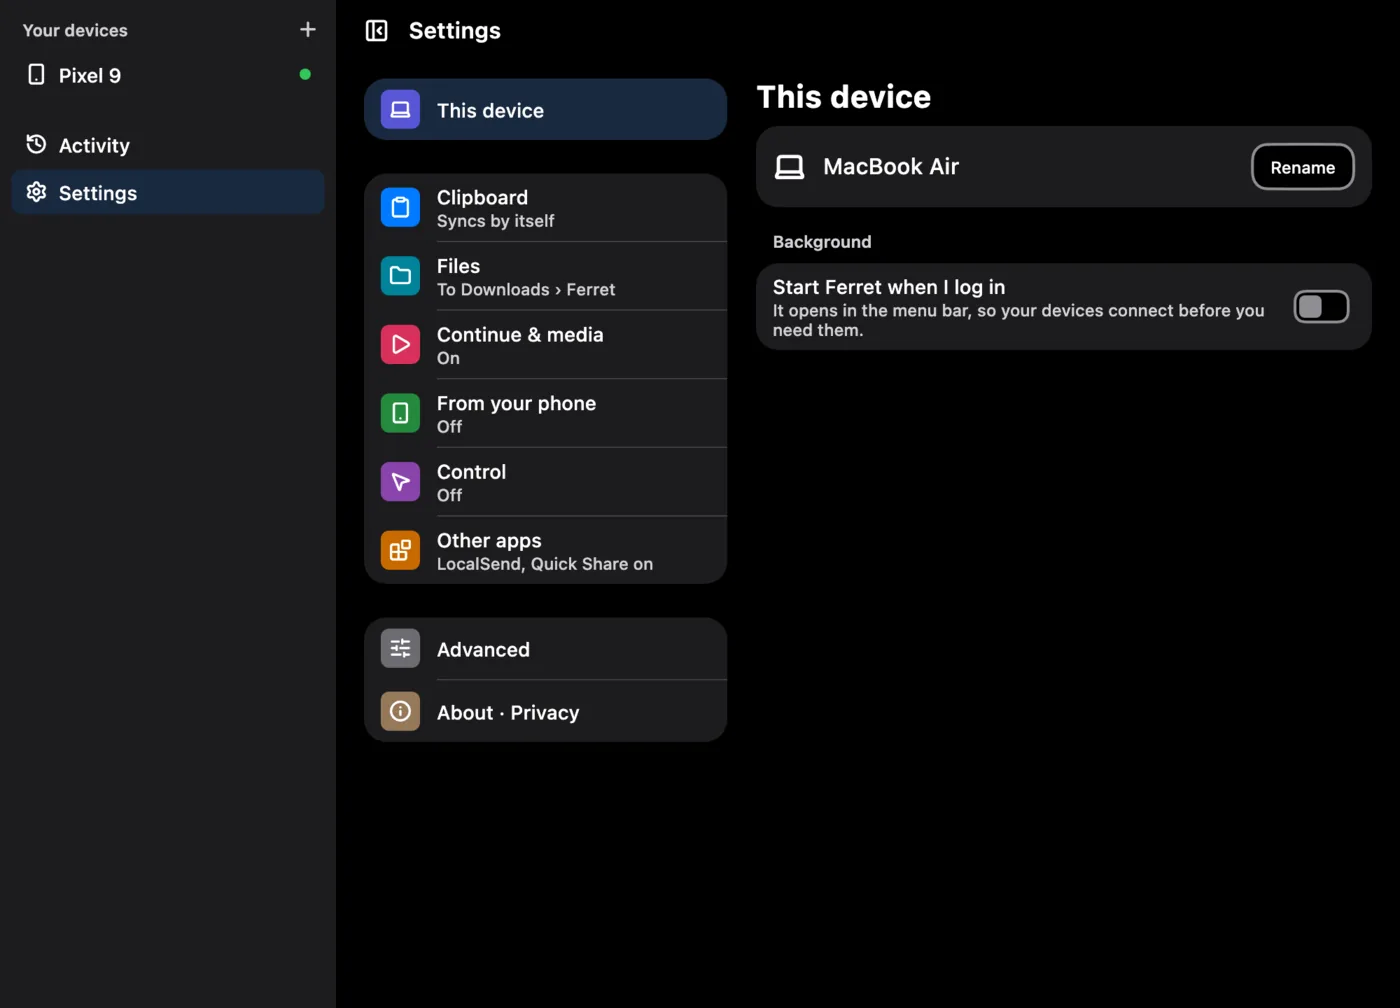 Your devices
Pixel 9
Activity
Settings
Settings
This device
Clipboard
Syncs by itself
Files
To Downloads › Ferret
Continue & media
On
From your phone
Off
Control
Off
Other apps
LocalSend, Quick Share on
Advanced
About · Privacy
This device
MacBook Air
Rename
Background
Start Ferret when I log in
It opens in the menu bar, so your devices connect before you
need them.